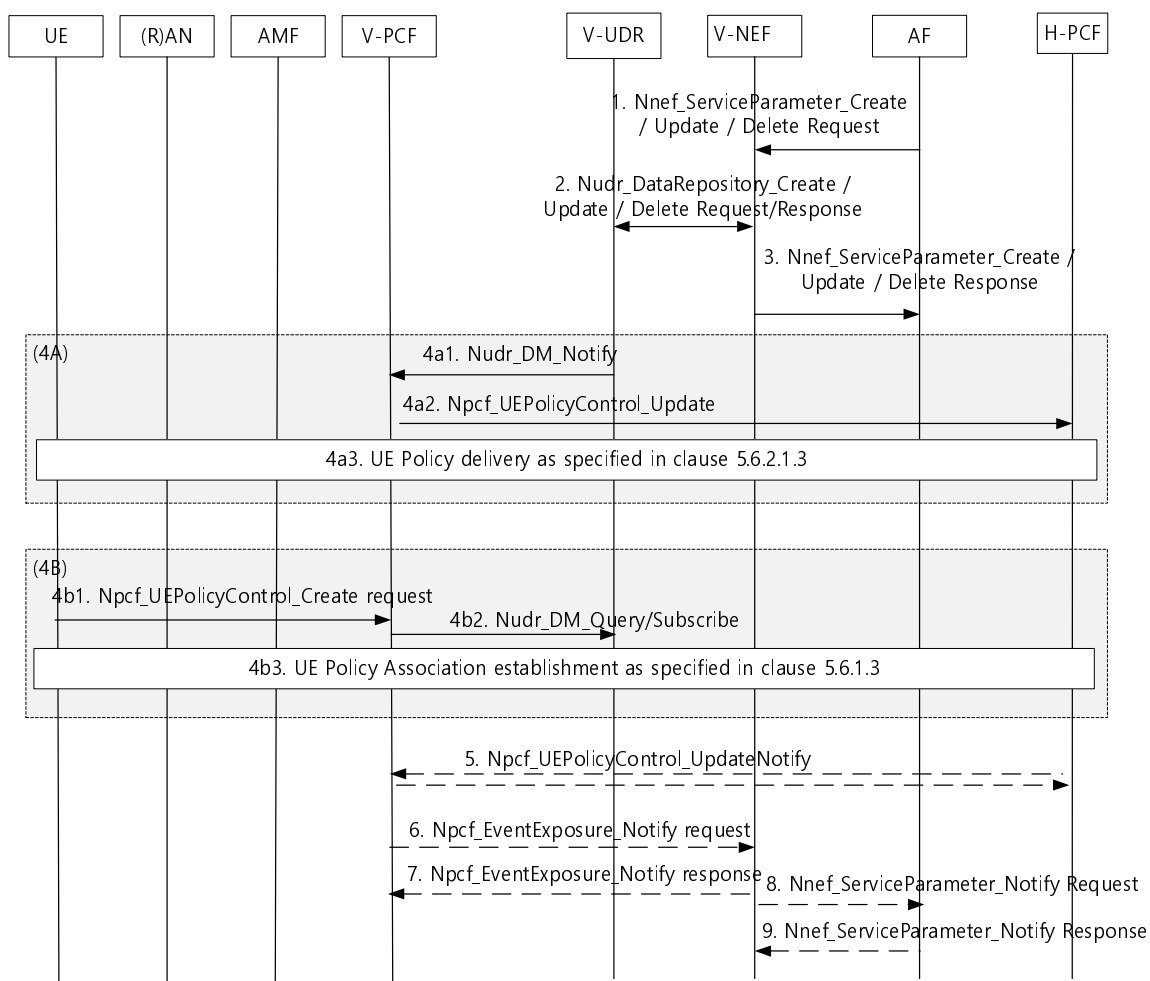 UE
(R)AN
AMF
V-PCF
V-UDR
V-NEF
AF
H-PCF
1. Nnef_ServiceParameter_Create
/ Update / Delete Request
2. Nudr_DataRepository_Create /
Update / Delete Request/Response
3. Nnef_ServiceParameter_Create /
Update / Delete Response
(4A)
4a1. Nudr_DM_Notify
4a2. Npcf_UEPolicyControl_Update
4a3. UE Policy delivery as specified in clause 5.6.2.1.3
(4B)
4b1. Npcf_UEPolicyControl_Create request
4b2. Nudr_DM_Query/Subscribe
4b3. UE Policy Association establishment as specified in clause 5.6.1.3
5. Npcf_UEPolicyControl_UpdateNotify
6. Npcf_EventExposure_Notify request
7. Npcf_EventExposure_Notify response
8. Nnef_ServiceParameter_Notify Request
9. Nnef_ServiceParameter_Notify Response